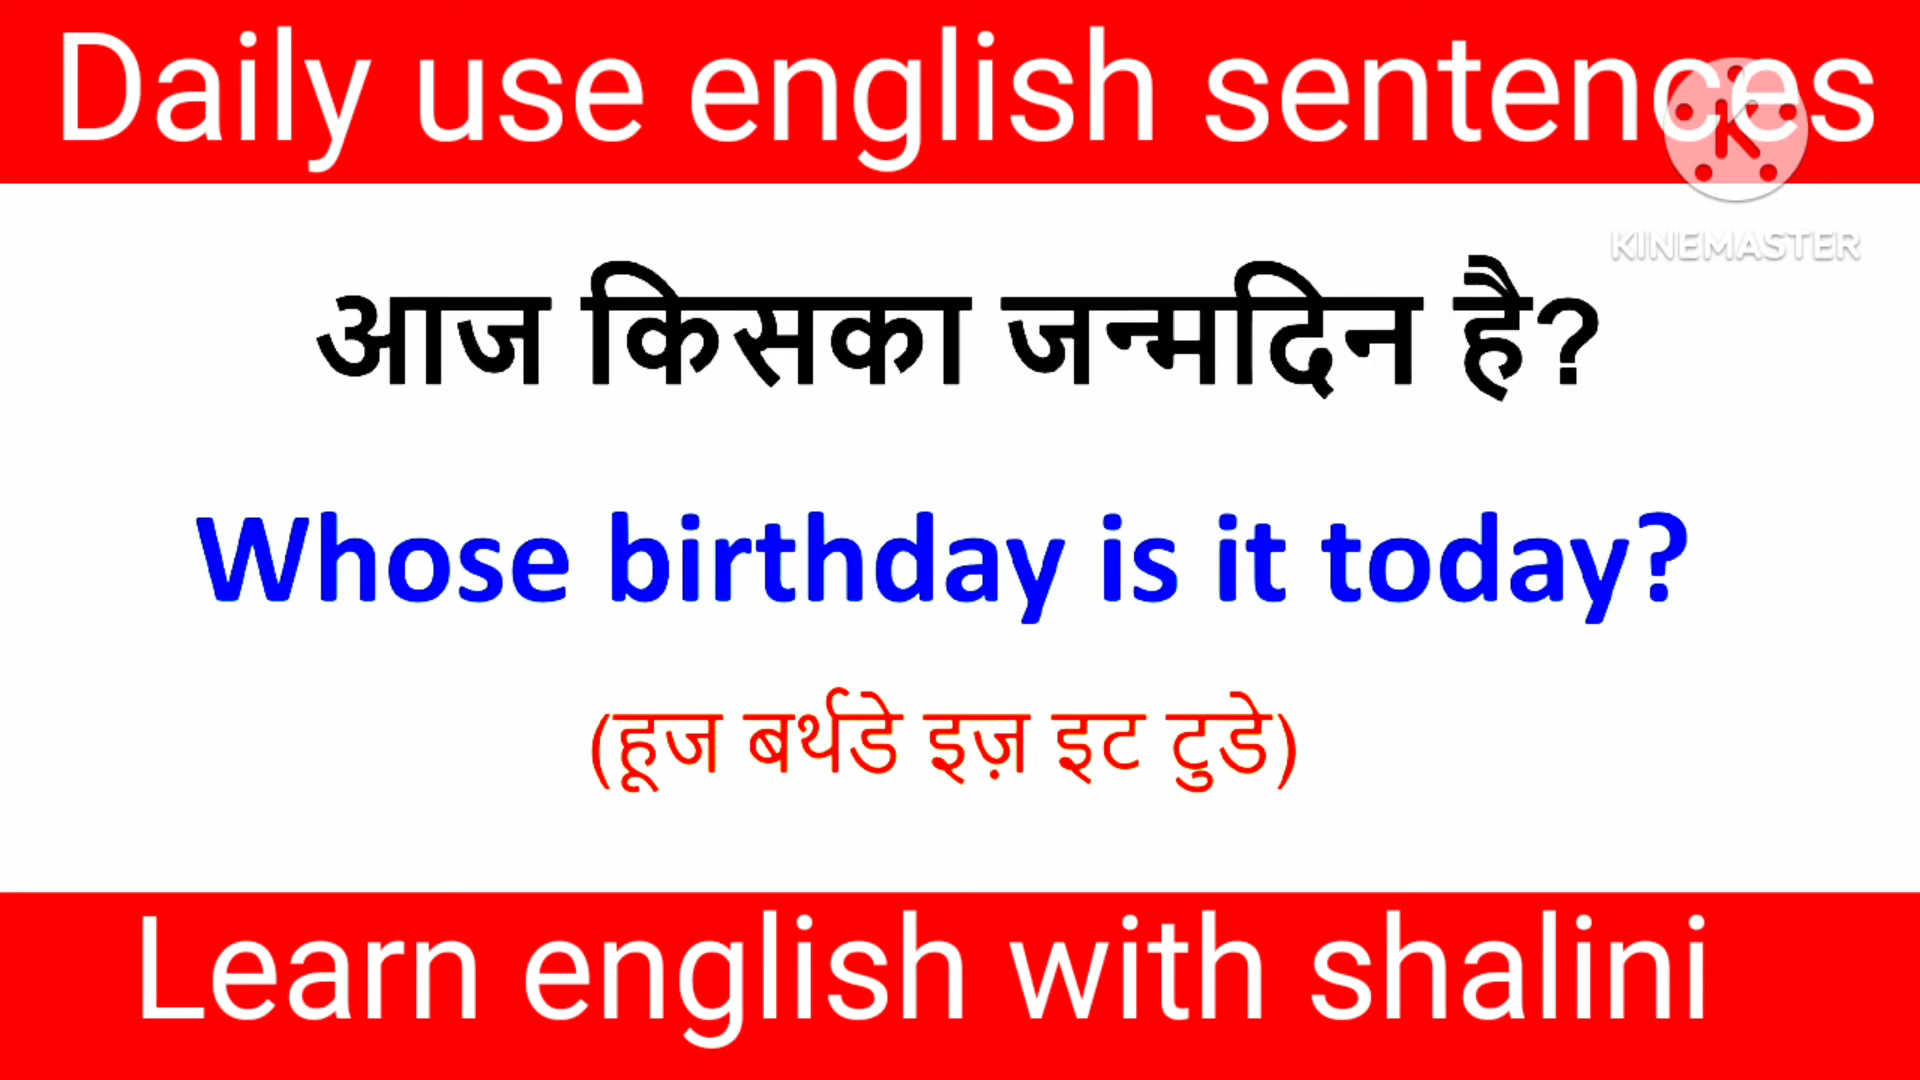 Daily use english sentences
K
KINEMASTER
आज किसका जन्मदिन है?
Whose birthday is it today?
(हूज बर्थडे इज़ इट टुडे)
Learn english with shalini